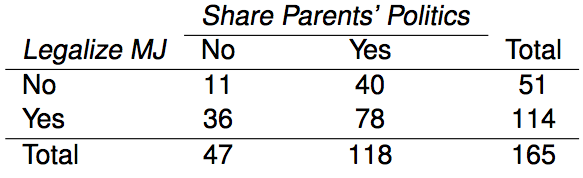 Share Parents' Politics
Legalize MJ No Yes Total
No 11 40 51
Yes 36 78 114
Total 47 118 165